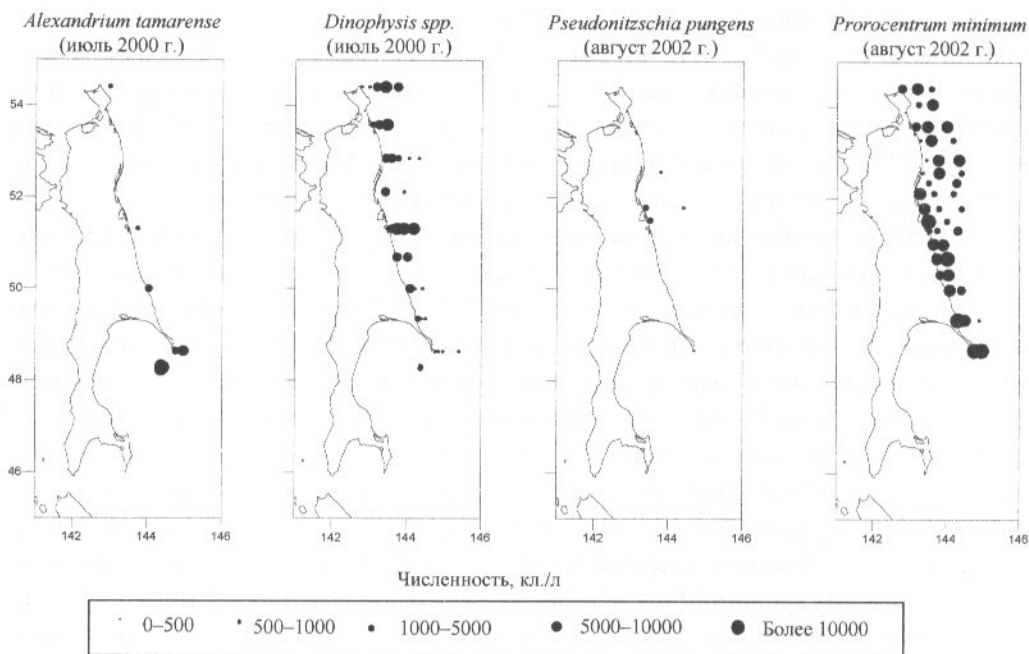 Alexandrium tamarense
(июль 2000 г.)
Dinophysis spp.
(июль 2000 г.)
Pseudonitzschia pungens
(август 2002 г.)
Prorocentrum minimum
(август 2002 г.)
54
52
50
48
46
142 144 146
142 144 146
142 144 146
142 144 146
Численность, кл./л
0–500 500–1000 1000–5000 5000–10000 Более 10000